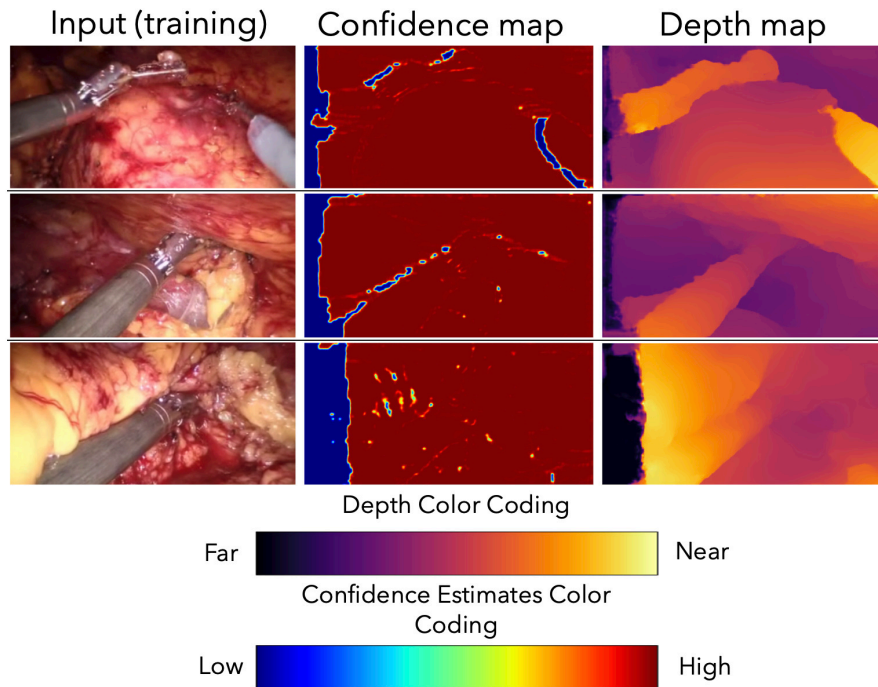 Input (training) Confidence map Depth map
Depth Color Coding
Far Near
Confidence Estimates Color
Coding
Low High